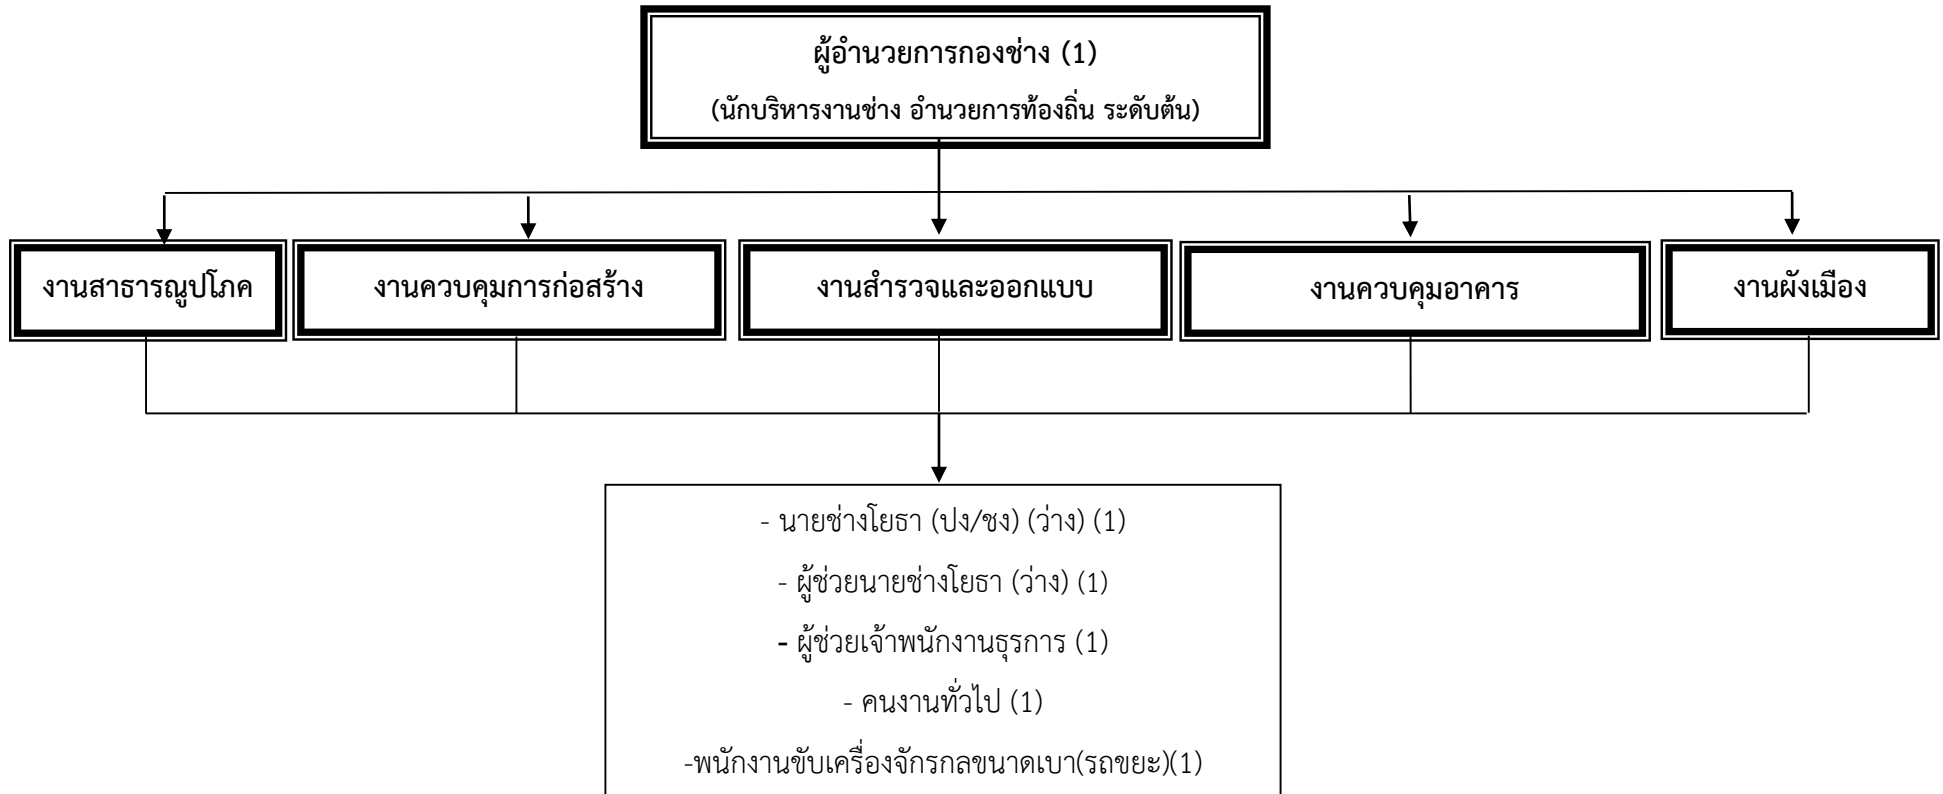 ผู้อำนวยการกองช่าง (1)
(นักบริหารงานช่าง อำนวยการท้องถิ่น ระดับต้น)
งานสาธารณูปโภค
งานควบคุมการก่อสร้าง
งานสำรวจและออกแบบ
งานควบคุมอาคาร
งานผังเมือง
- นายช่างโยธา (ปง/ชง) (ว่าง) (1)
- ผู้ช่วยนายช่างโยธา (ว่าง) (1)
- ผู้ช่วยเจ้าพนักงานธุรการ (1)
- คนงานทั่วไป (1)
-พนักงานขับเครื่องจักรกลขนาดเบา(รถขยะ)(1)